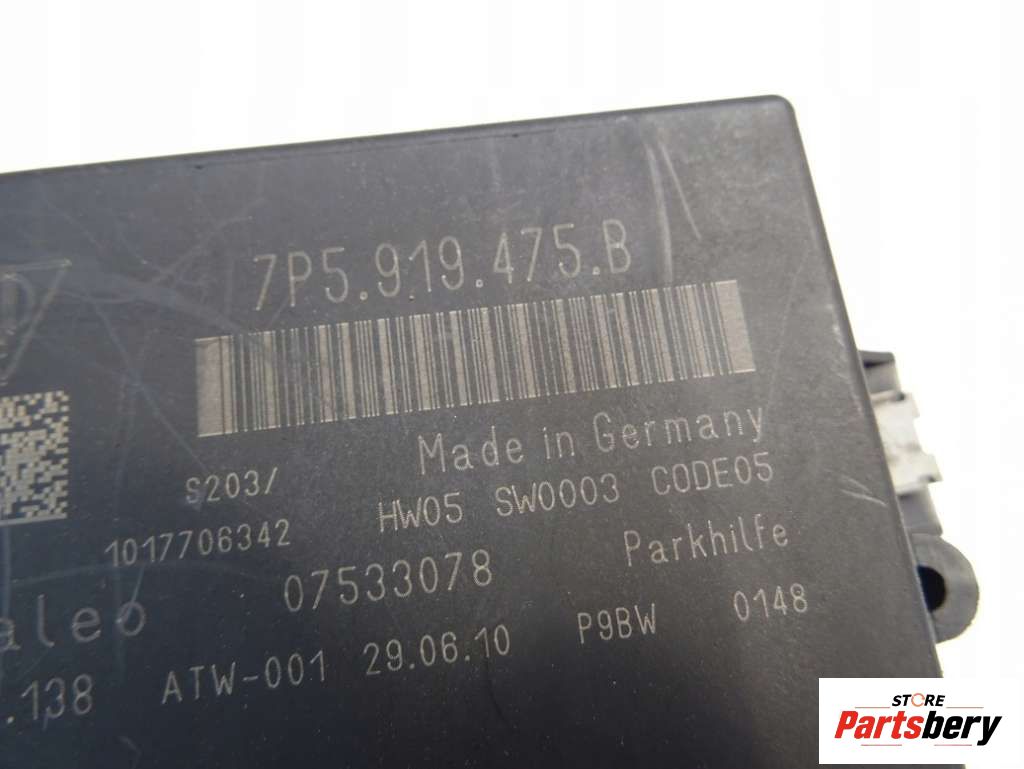 7P5.919.475.B
Made in Germany
S203/
HW05 SW0003 CODE05
1017706342
07533078
Parkhilfe
aleo
.138 ATW-001 29.06.10 P9BW 0148
STORE
Partsbery